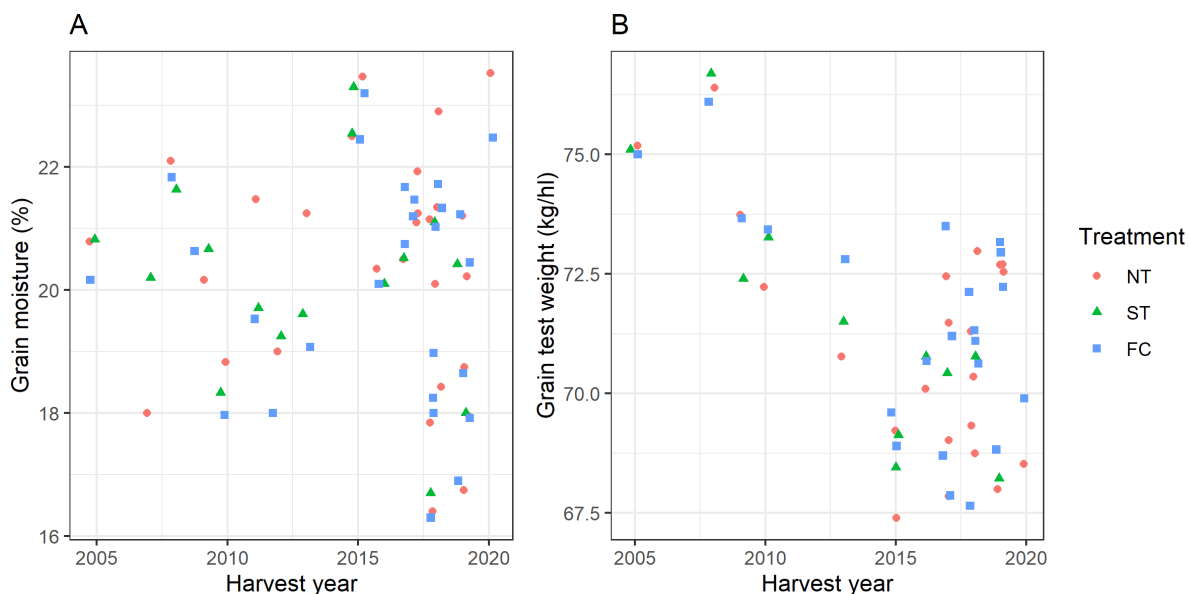 A
Grain moisture (%)
22
20
18
16
2005 2010 2015 2020
Harvest year
B
Grain test weight (kg/hl)
75.0
72.5
70.0
67.5
2005 2010 2015 2020
Harvest year
Treatment
NT
ST
FC